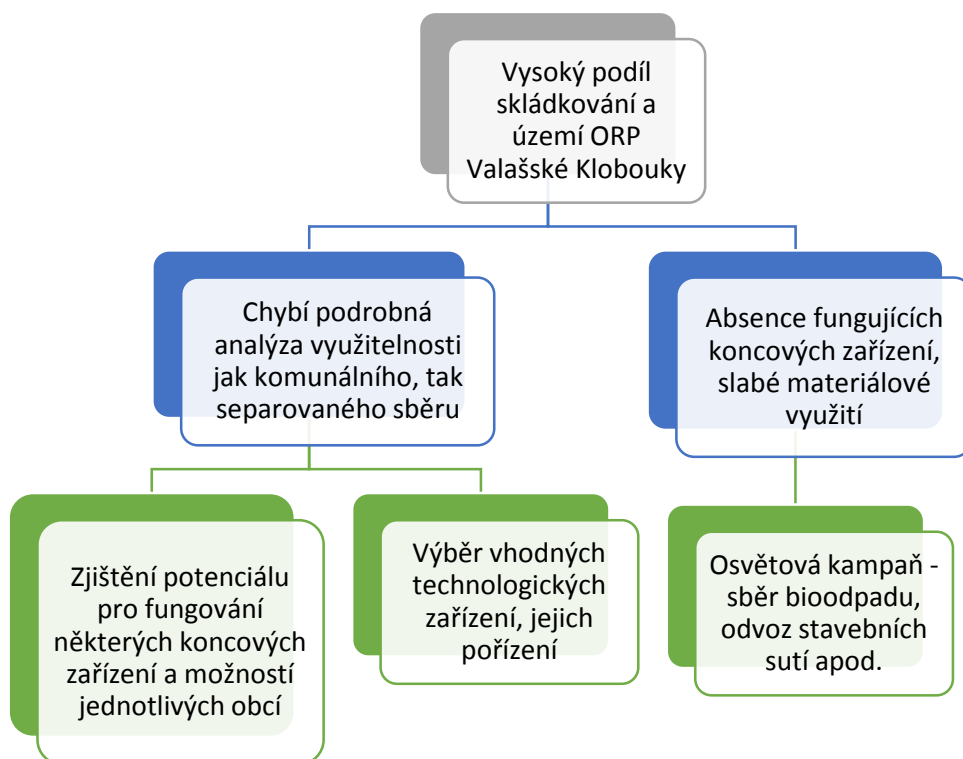 Vysoký podíl
skládkování a
území ORP
Valašské Klobouky
Chybí podrobná
analýza využitelnosti
jak komunálního, tak
separovaného sběru
Absence fungujících
koncových zařízení,
slabé materiálové
využití
Zjištění potenciálu
pro fungování
některých koncových
zařízení a možností
jednotlivých obcí
Výběr vhodných
technologických
zařízení, jejich
pořízení
Osvětová kampaň -
sběr bioodpadu,
odvoz stavebních
sutí apod.